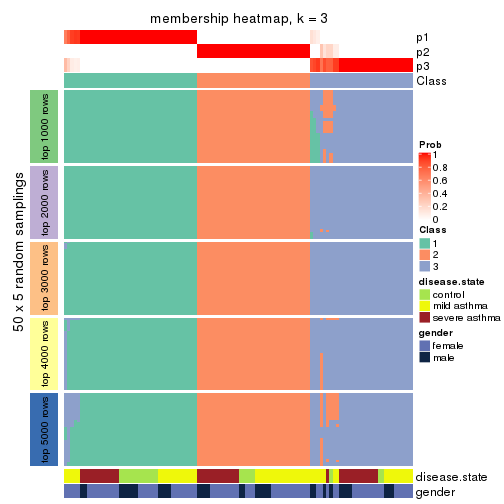 membership heatmap, k = 3
p1
p2
p3
Class
50 x 5 random samplings
top 1000 rows
top 2000 rows
top 3000 rows
top 4000 rows
top 5000 rows
disease.state
gender
Prob
1
0.8
0.6
0.4
0.2
0
Class
1
2
3
disease.state
control
mild asthma
severe asthma
gender
female
male